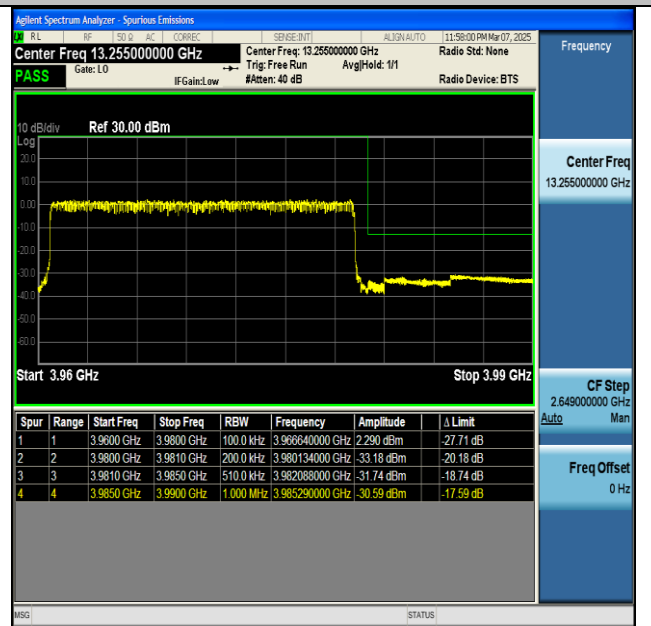 Agilent Spectrum Analyzer - Spurious Emissions
RL RF 50 Ω AC CORREC SENSE:INT ALIGN AUTO 11:58:00 PM Mar 07, 2025
Center Freq 13.255000000 GHz Center Freq: 13.255000000 GHz Radio Std: None Frequency
PASS Gate: LO Trig: Free Run Avg|Hold: 1/1
IFGain:Low #Atten: 40 dB Radio Device: BTS
10 dB/div Ref 30.00 dBm
Log
20.0
10.0
0.00
-10.0
-20.0
-30.0
-40.0
-50.0
-60.0
Start 3.96 GHz Stop 3.99 GHz
Center Freq
13.255000000 GHz
CF Step
2.649000000 GHz
Auto Man
Freq Offset
0 Hz
Spur Range Start Freq Stop Freq RBW Frequency Amplitude Δ Limit
1 1 3.9600 GHz 3.9800 GHz 100.0 kHz 3.966640000 GHz 2.290 dBm -27.71 dB
2 2 3.9800 GHz 3.9810 GHz 200.0 kHz 3.980134000 GHz -33.18 dBm -20.18 dB
3 3 3.9810 GHz 3.9850 GHz 510.0 kHz 3.982088000 GHz -31.74 dBm -18.74 dB
4 4 3.9850 GHz 3.9900 GHz 1.000 MHz 3.985290000 GHz -30.59 dBm -17.59 dB
MSG STATUS